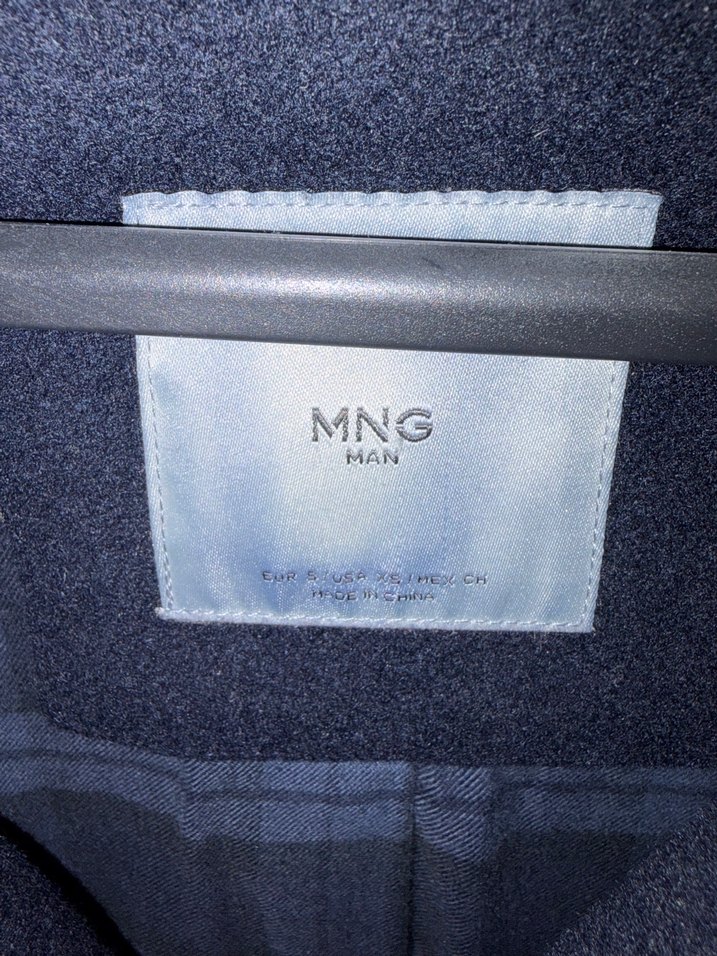 MNG
MAN
EUR S / USA XS / MEX CH
MADE IN CHINA